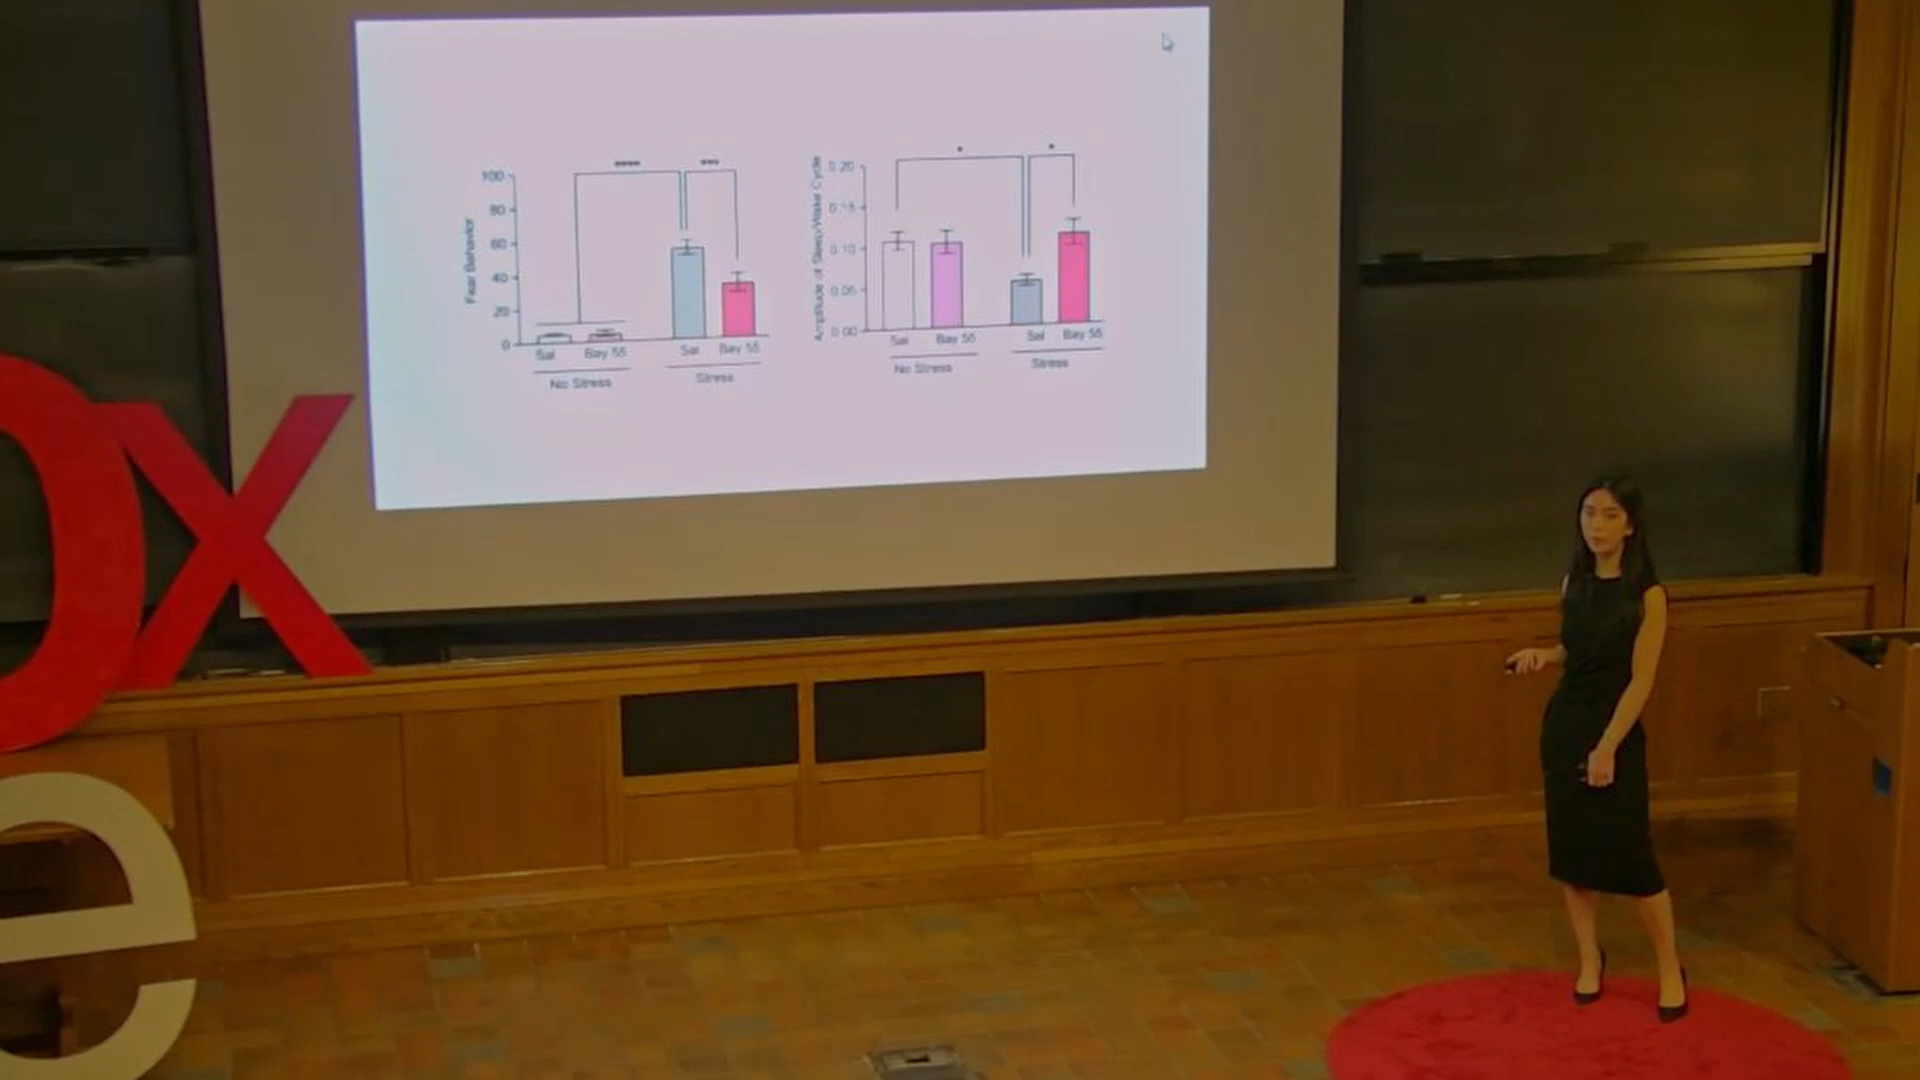 100
80
60
40
20
0
Fear Behavior
****
***
Sal Bay 55 Sal Bay 55
No Stress Stress
0.20
0.15
0.10
0.05
0.00
Amplitude of Sleep/Wake Cycle
*
*
Sal Bay 55 Sal Bay 55
No Stress Stress
x
e